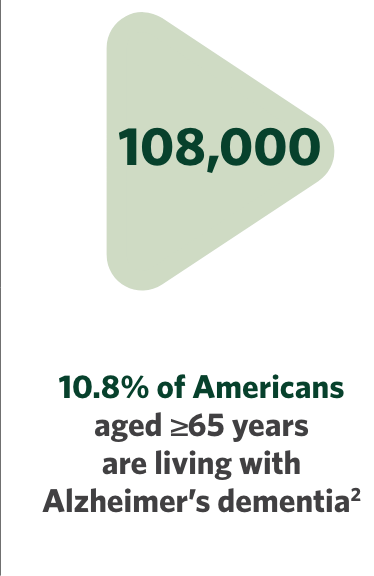 108,000
10.8% of Americans
aged ≥65 years
are living with
Alzheimer’s dementia²